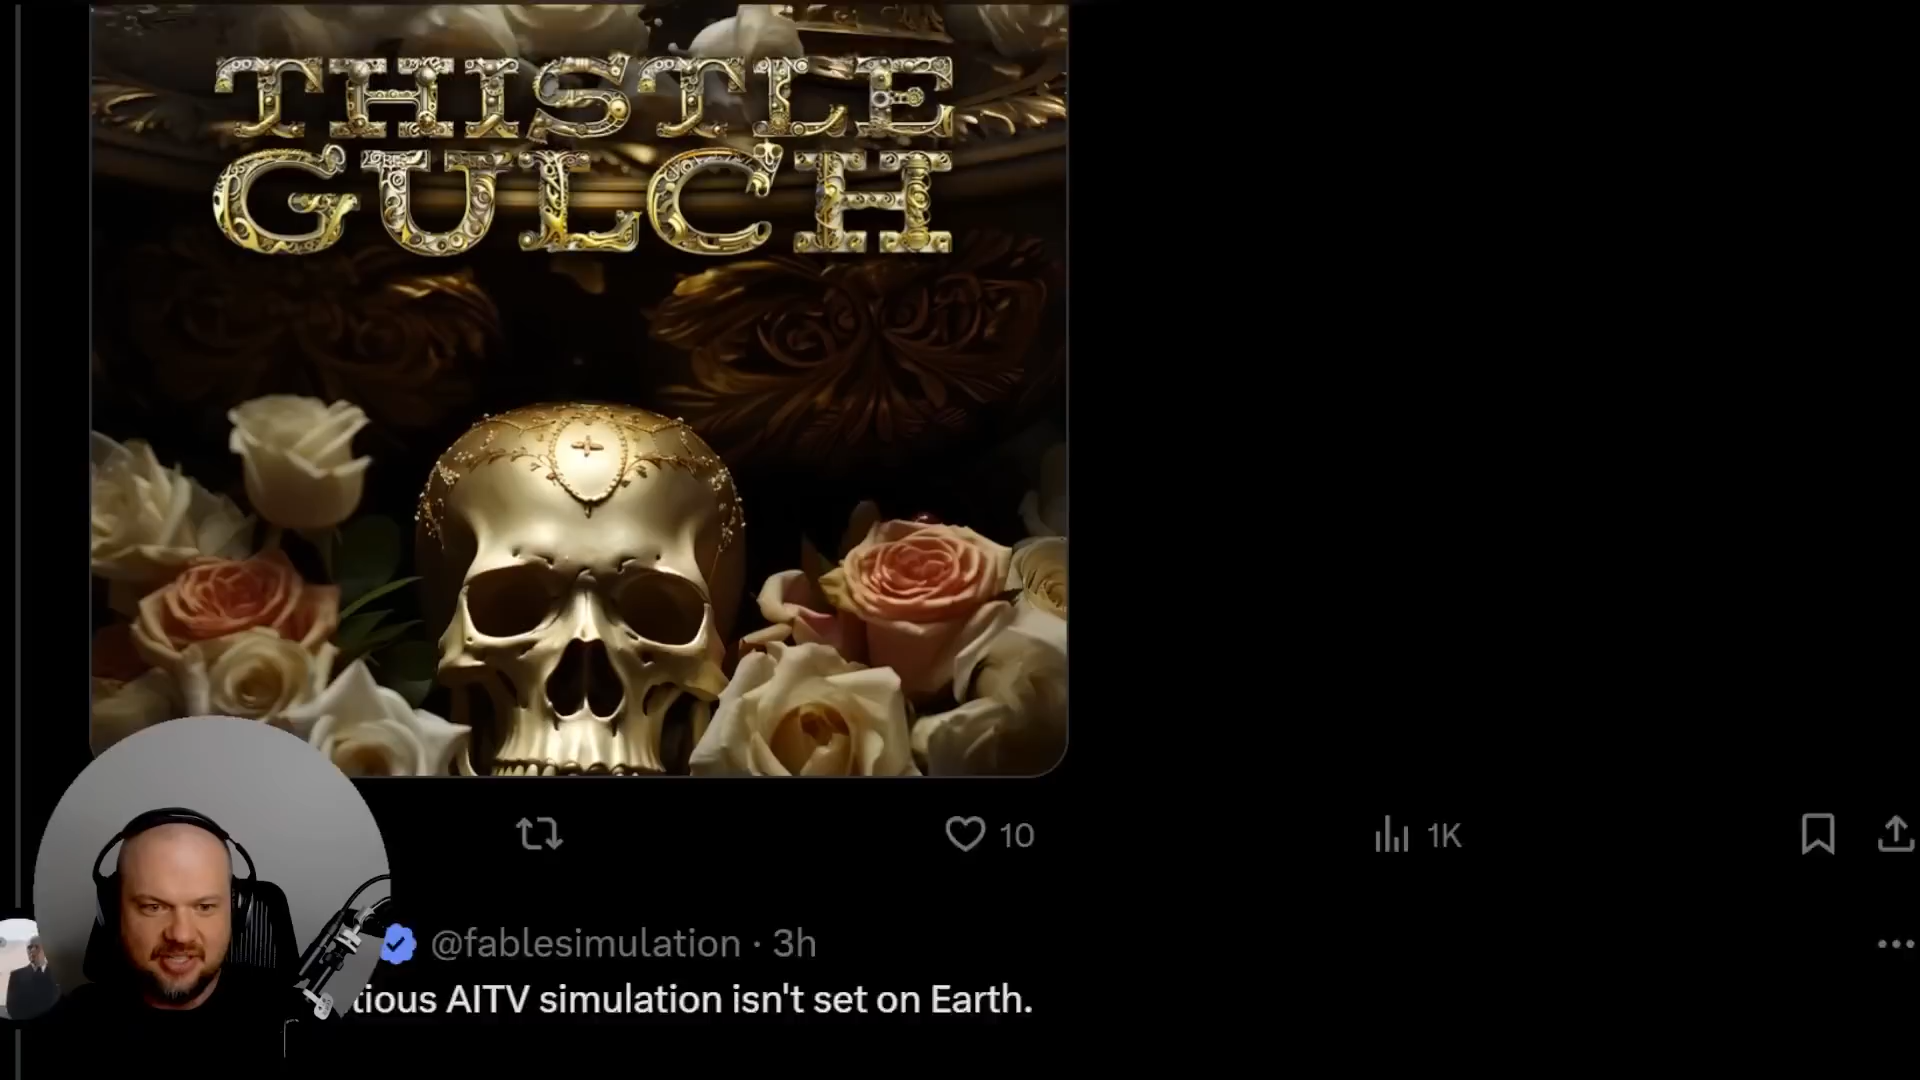 THISTLE
GULCH
10
1K
@fablesimulation · 3h
tious AITV simulation isn't set on Earth.